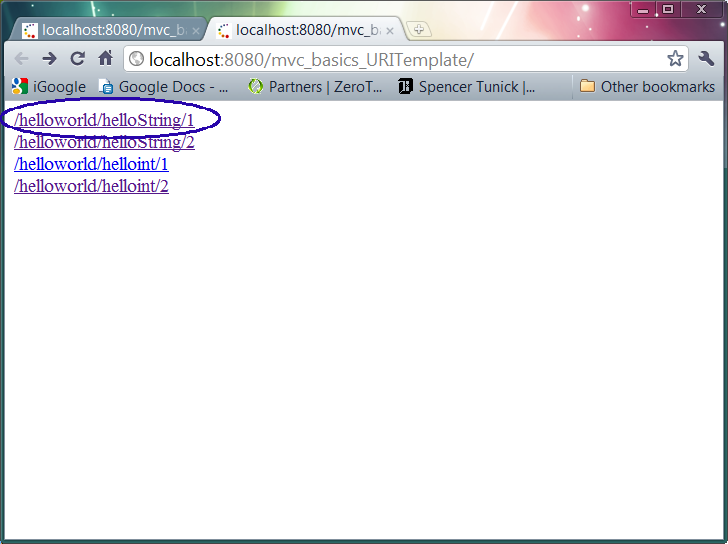 localhost:8080/mvc_b localhost:8080/mvc_b
localhost:8080/mvc_basics_URITemplate/
iGoogle Google Docs - ... Partners | ZeroT... Spencer Tunick |... Other bookmarks
/helloworld/helloString/1
/helloworld/helloString/2
/helloworld/helloint/1
/helloworld/helloint/2